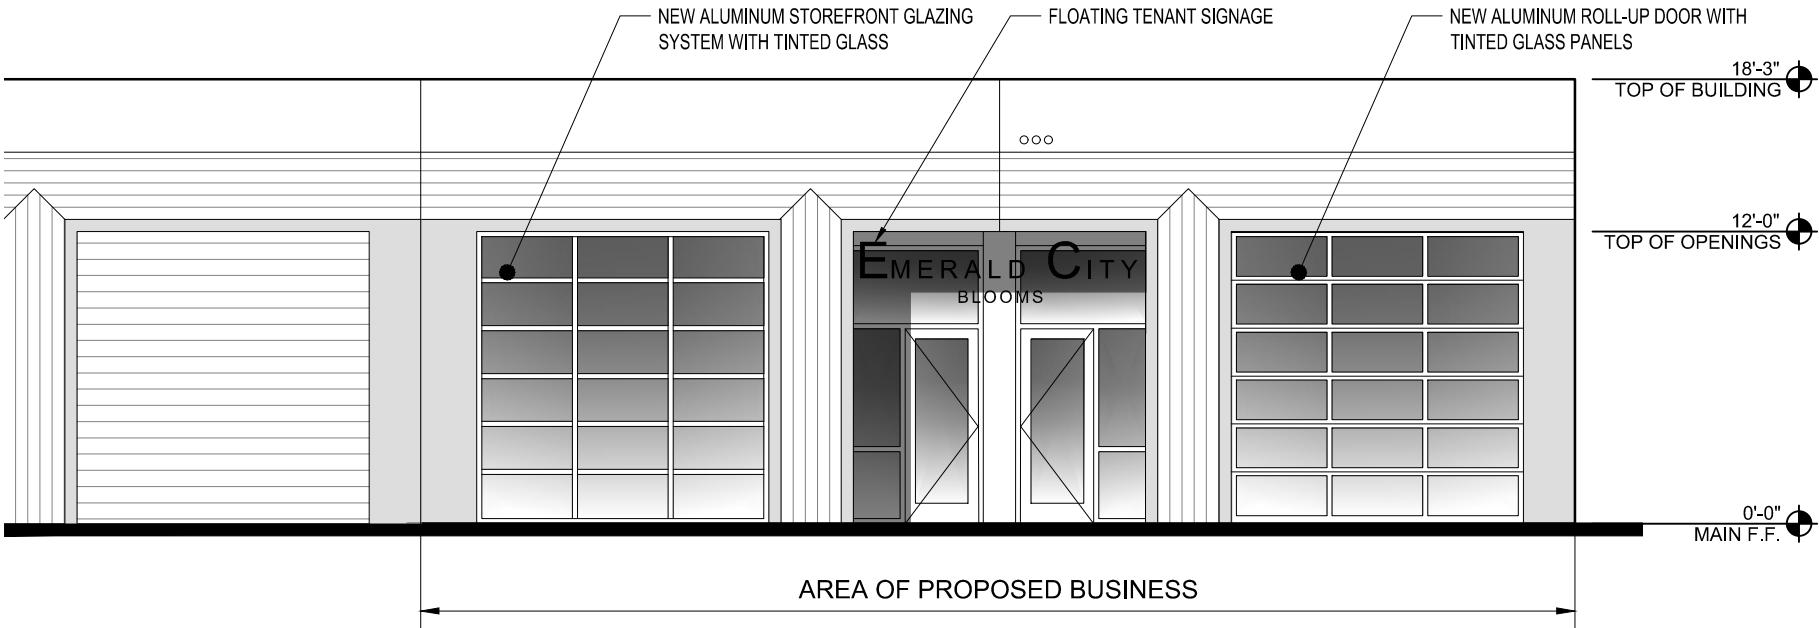 NEW ALUMINUM STOREFRONT GLAZING
SYSTEM WITH TINTED GLASS
FLOATING TENANT SIGNAGE
NEW ALUMINUM ROLL-UP DOOR WITH
TINTED GLASS PANELS
18'-3"
TOP OF BUILDING
12'-0"
TOP OF OPENINGS
EMERALD CITY
BLOOMS
0'-0"
MAIN F.F.
AREA OF PROPOSED BUSINESS